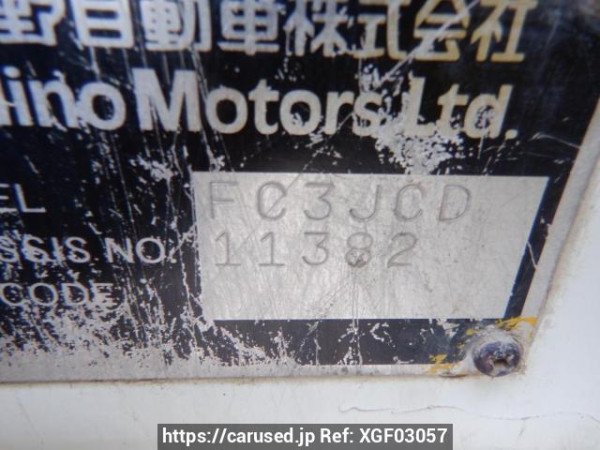 野自動車株式会社
Hino Motors, Ltd.
EL FC3JCD
SSIS NO. 11382
CODE
https://carused.jp Ref: XGF03057